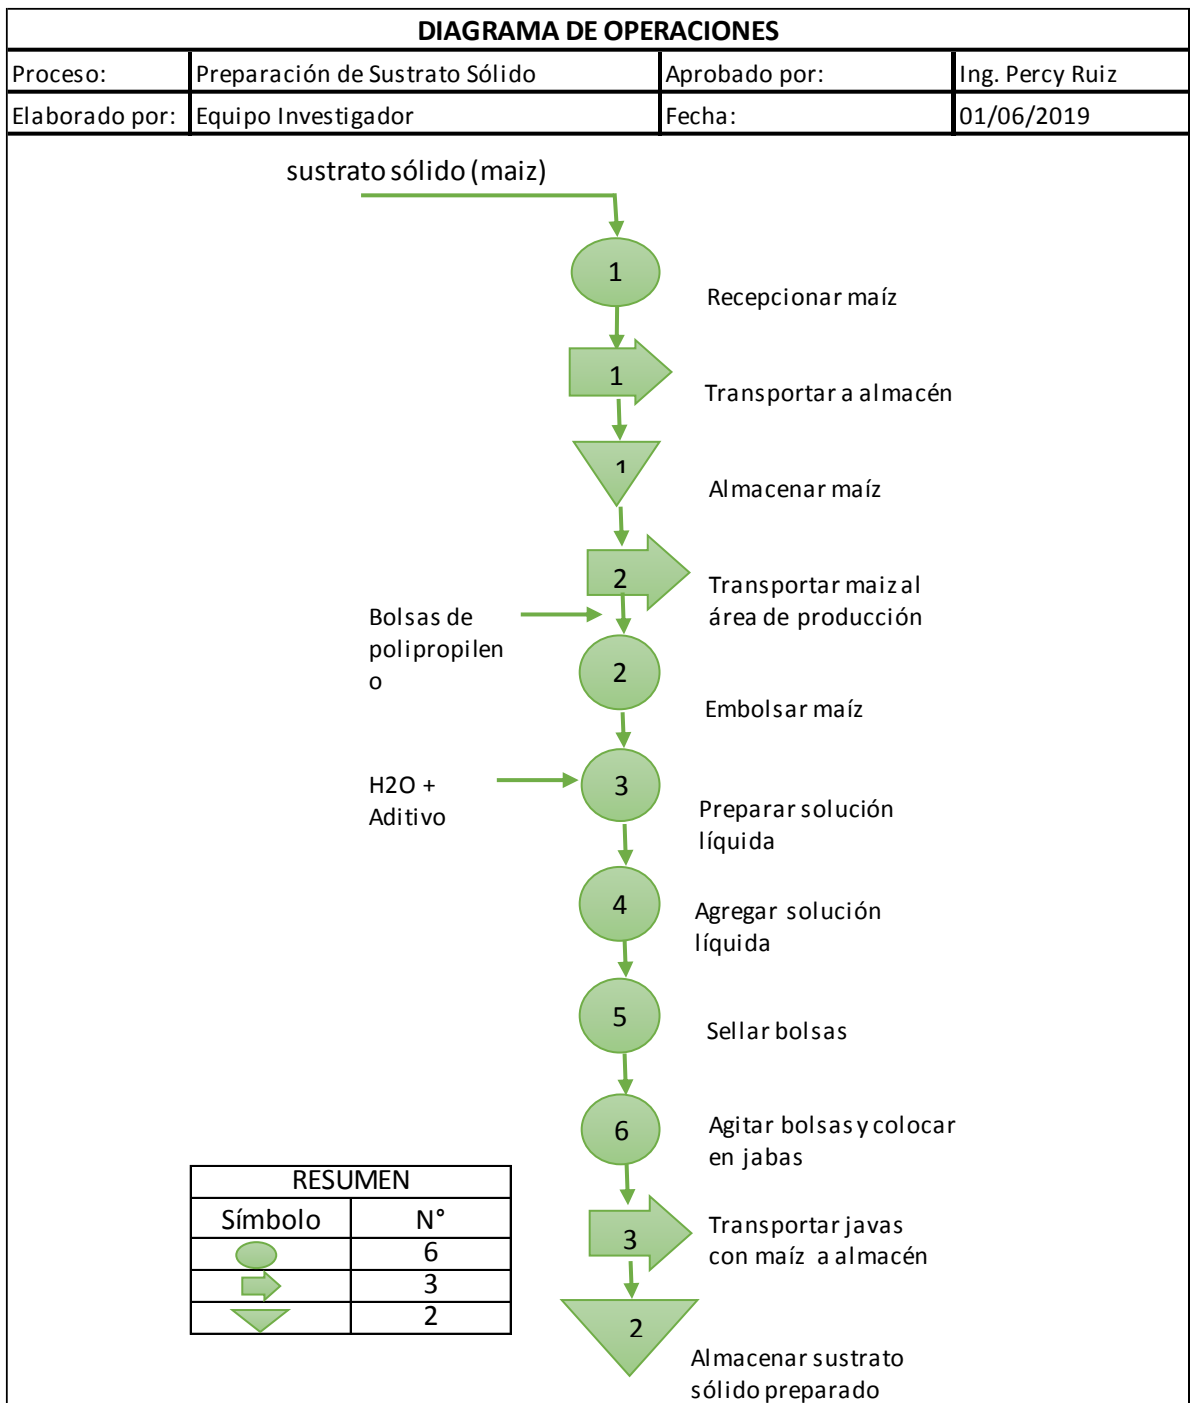 DIAGRAMA DE OPERACIONES
Proceso: Preparación de Sustrato Sólido Aprobado por: Ing. Percy Ruiz
Elaborado por: Equipo Investigador Fecha: 01/06/2019
sustrato sólido (maiz)
1
Recepcionar maíz
1
Transportar a almacén
1
Almacenar maíz
2
Transportar maiz al
área de producción
Bolsas de
polipropilen
o
2
Embolsar maíz
H2O +
Aditivo
3
Preparar solución
líquida
4
Agregar solución
líquida
5
Sellar bolsas
6
Agitar bolsas y colocar
en jabas
3
Transportar javas
con maíz a almacén
2
Almacenar sustrato
sólido preparado
RESUMEN
Símbolo N°
6
3
2